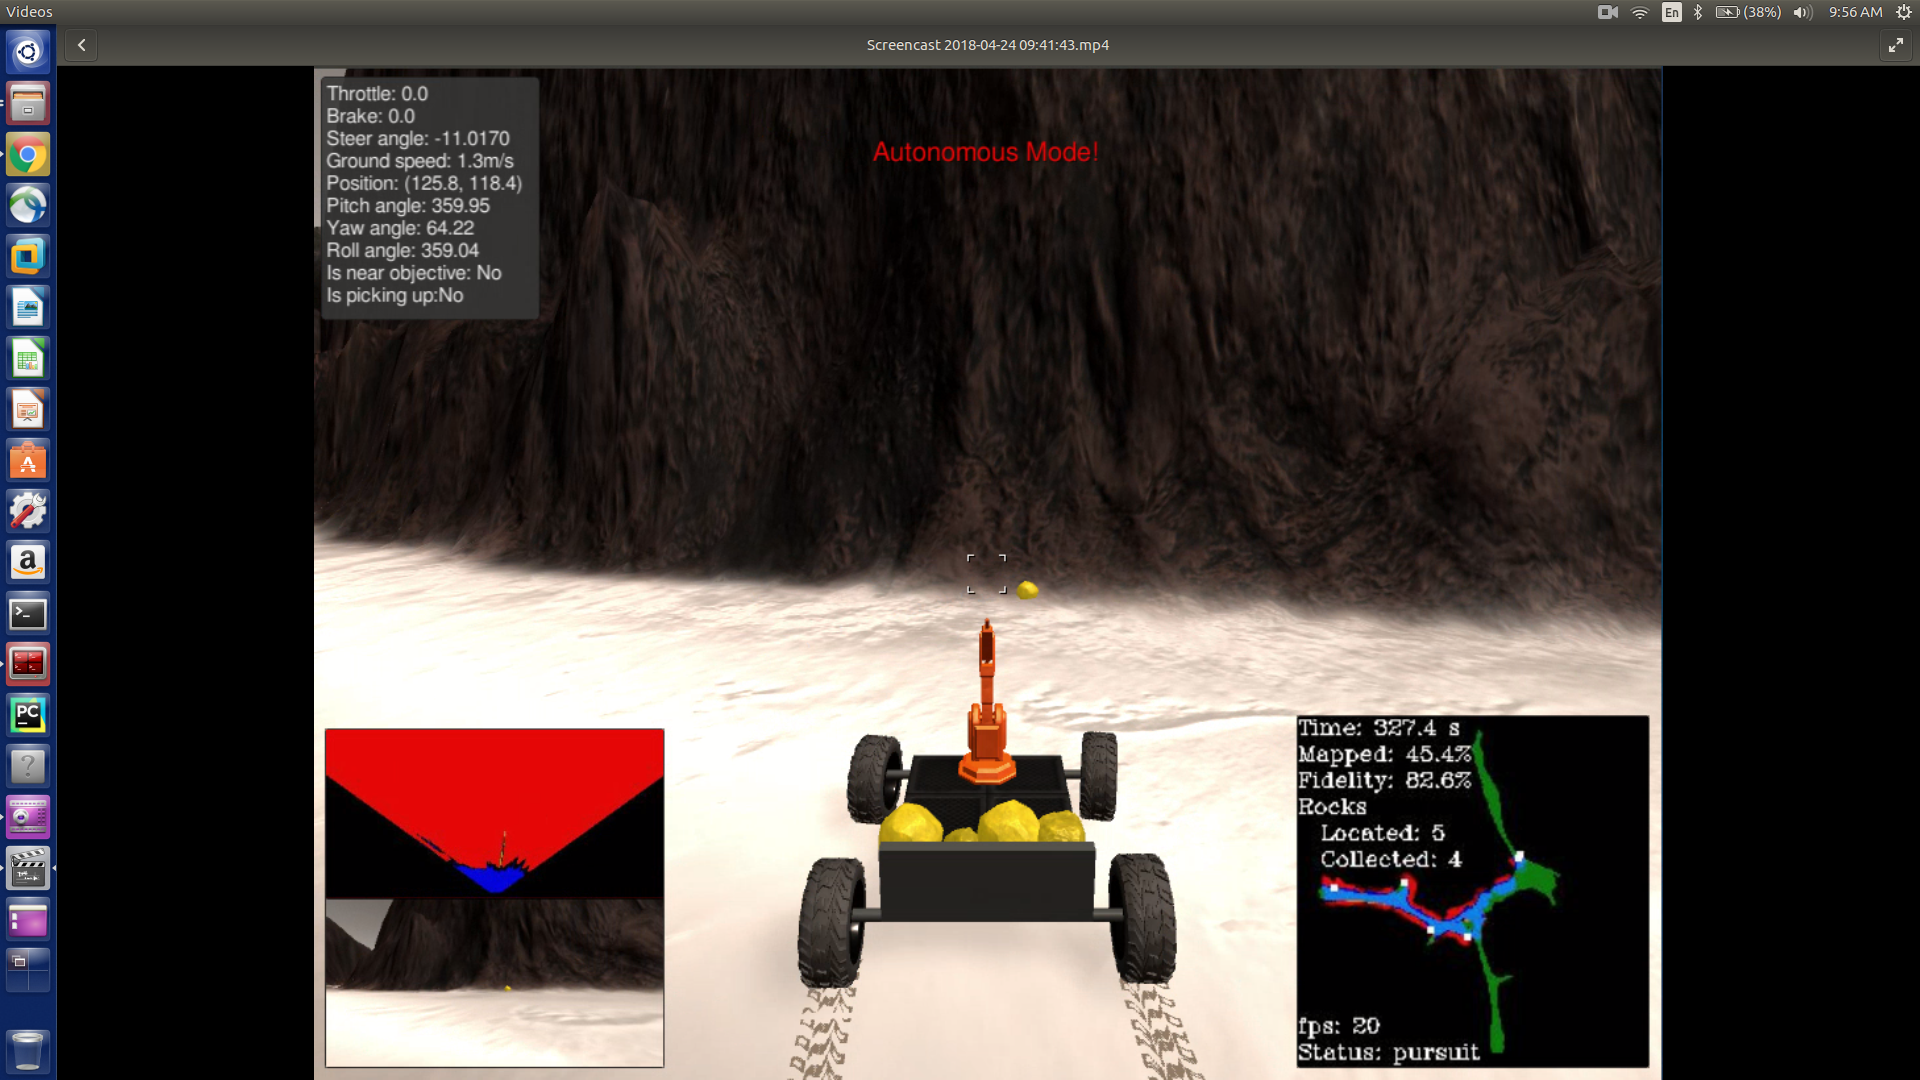 Videos
En
(38%)
9:56 AM
Screencast 2018-04-24 09:41:43.mp4
Throttle: 0.0
Brake: 0.0
Steer angle: -11.0170
Ground speed: 1.3m/s
Position: (125.8, 118.4)
Pitch angle: 359.95
Yaw angle: 64.22
Roll angle: 359.04
Is near objective: No
Is picking up:No
Autonomous Mode!
Time: 327.4 s
Mapped: 45.4%
Fidelity: 82.6%
Rocks
Located: 5
Collected: 4
fps: 20
Status: pursuit
A
a
>_
PC
?